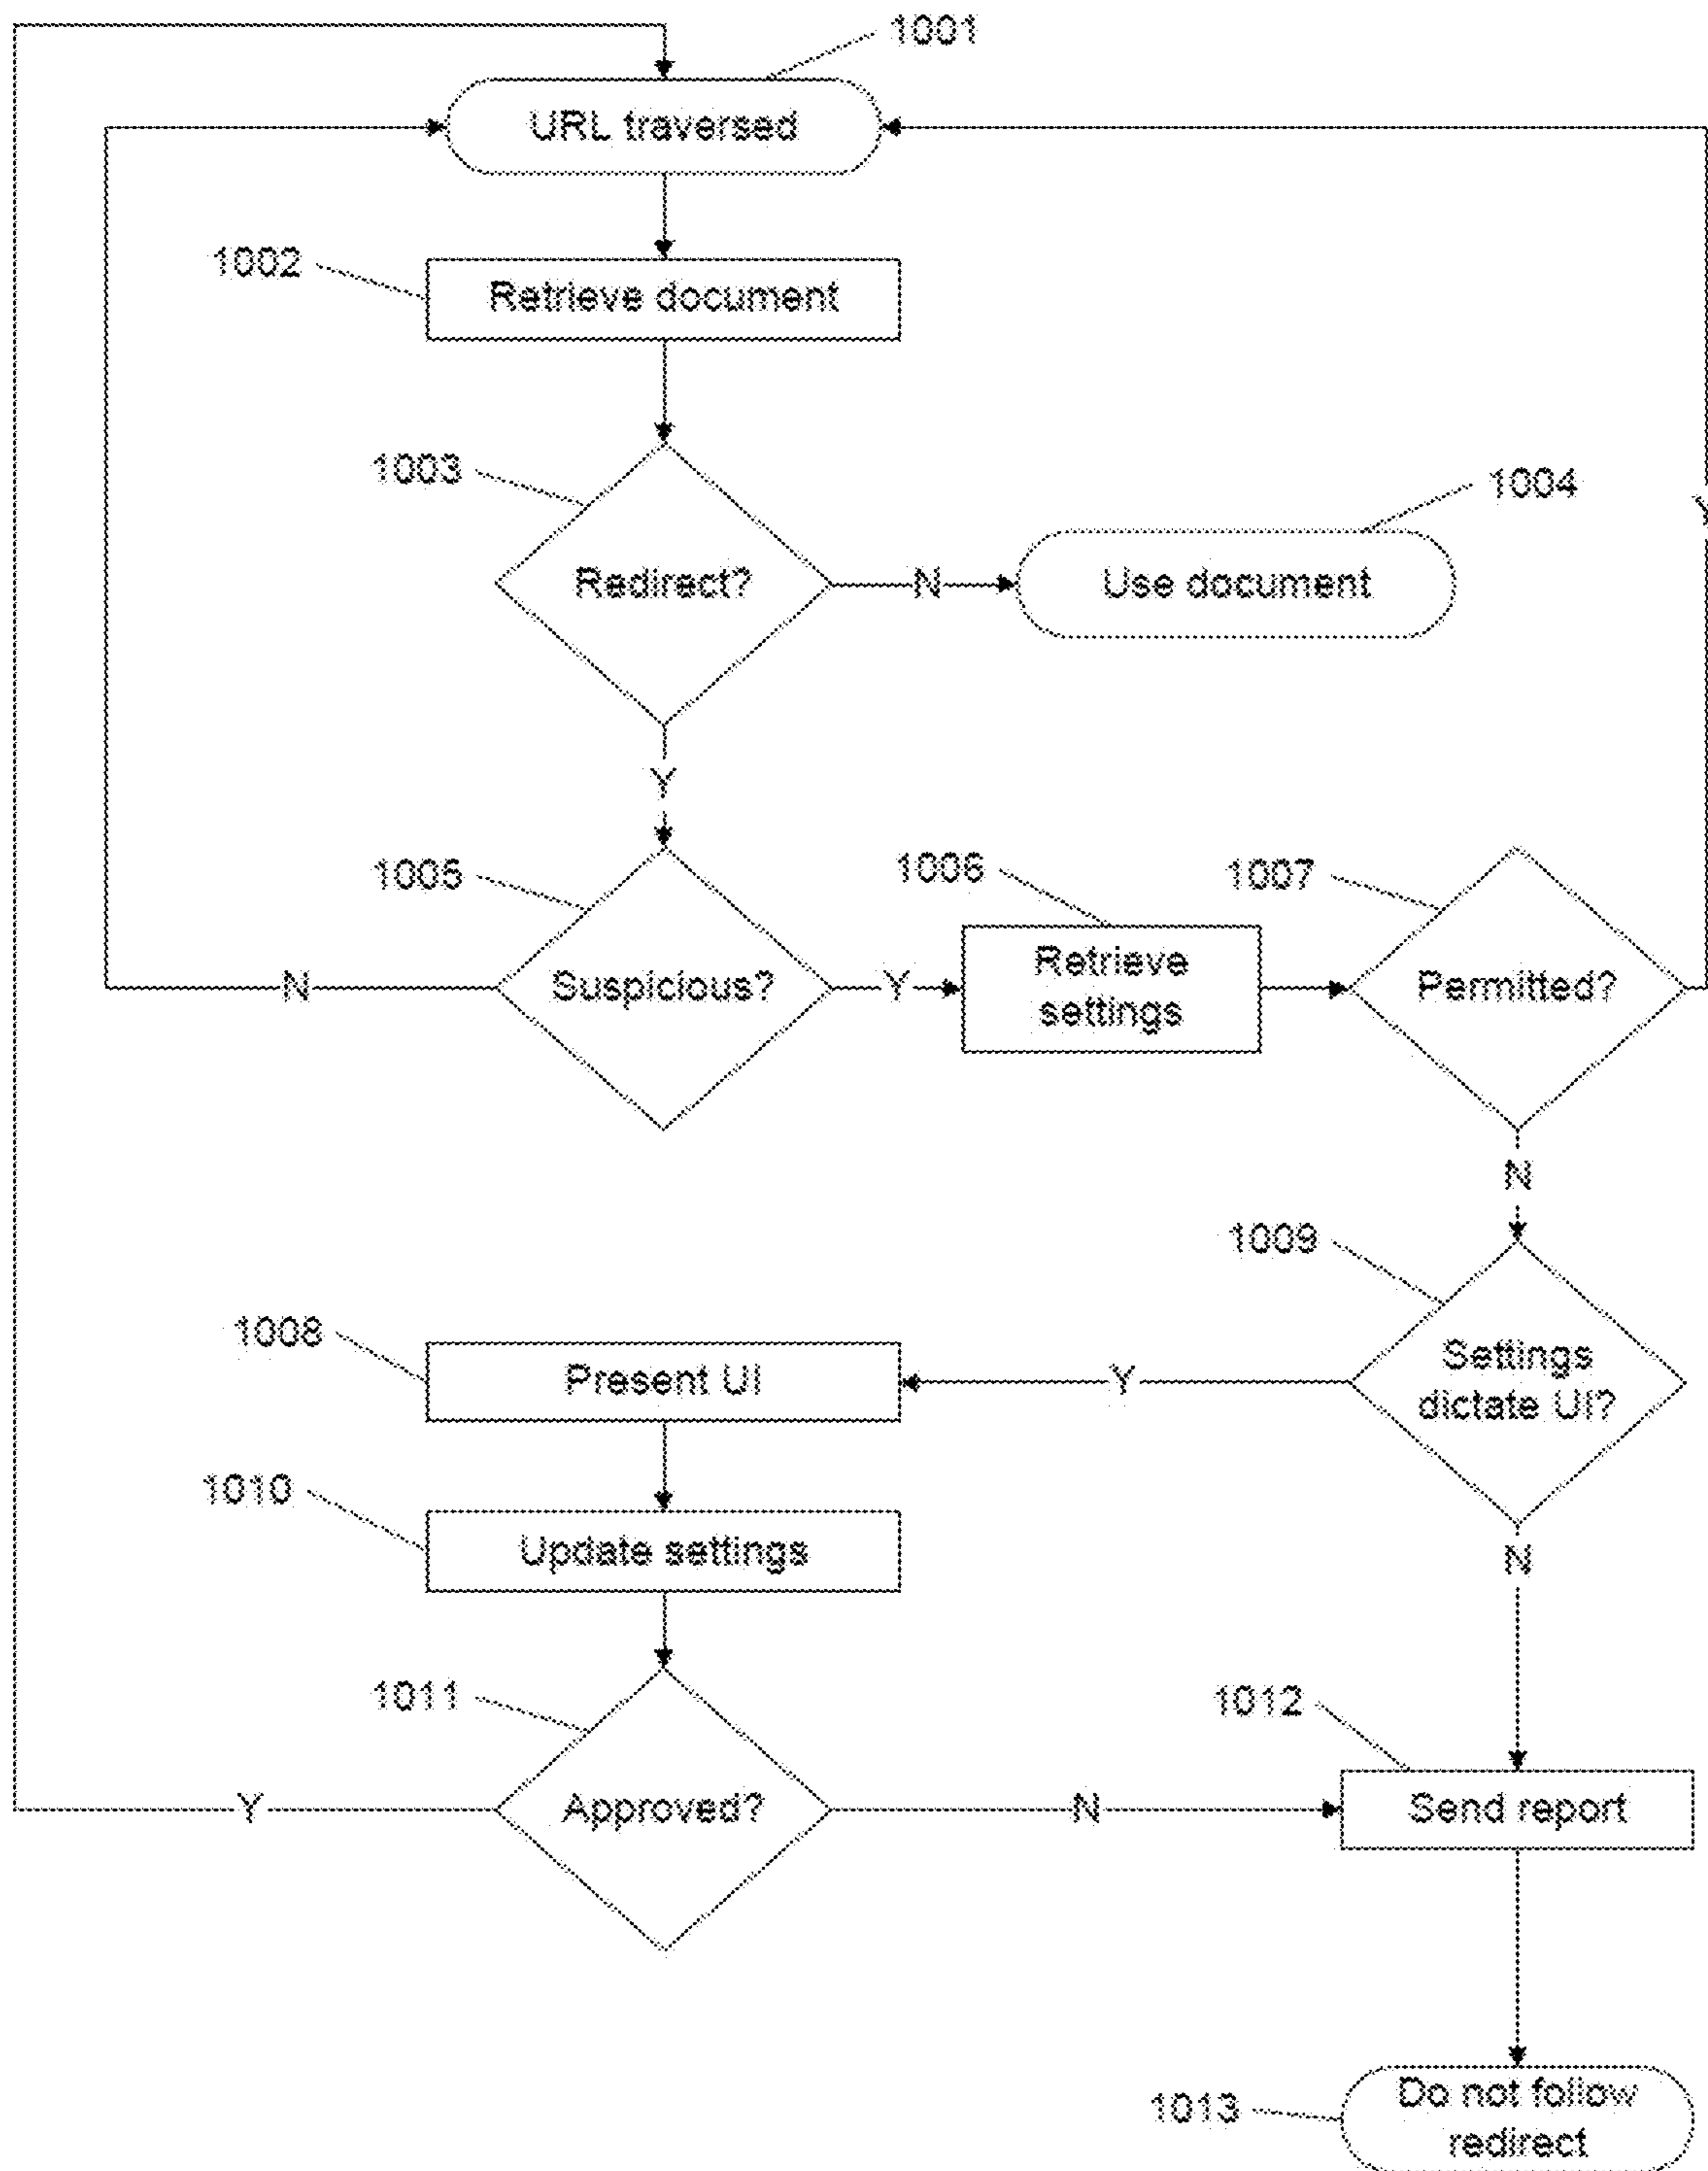 1001
URL traversed
1002
Retrieve document
1003
1004
Redirect?
N
Use document
Y
Y
1005
1006
1007
N
Suspicious?
Y
Retrieve
settings
Permitted?
N
1009
1008
Present UI
Y
Settings
dictate UI?
1010
Update settings
N
1011
1012
Y
Approved?
N
Send report
1013
Do not follow
redirect